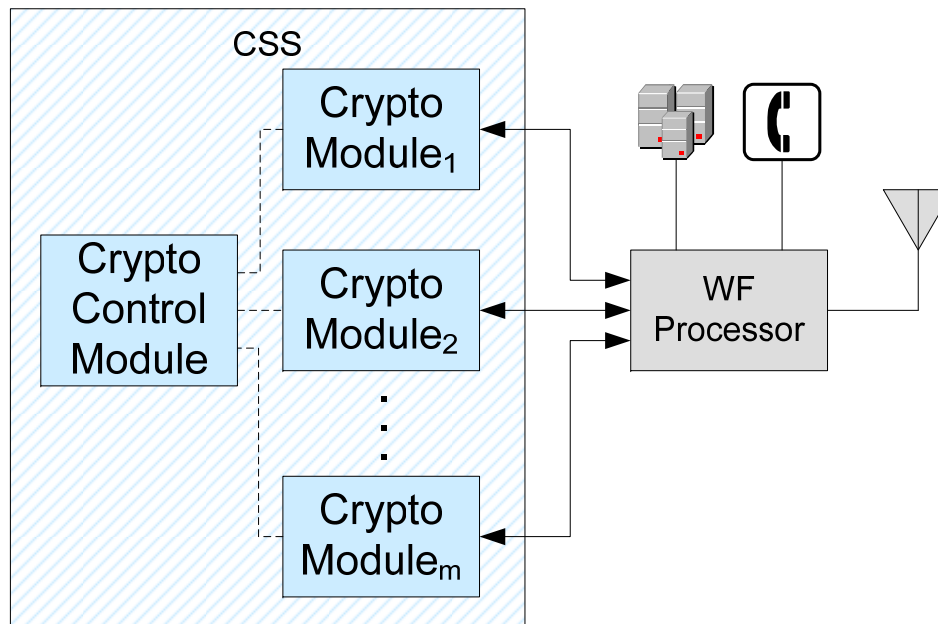 CSS
Crypto
Module₁
Crypto
Control
Module
Crypto
Module₂
Crypto
Moduleₘ
WF
Processor